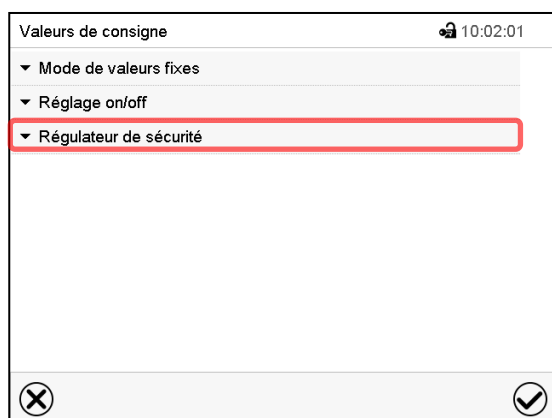 Valeurs de consigne 10:02:01
Mode de valeurs fixes
Réglage on/off
Régulateur de sécurité